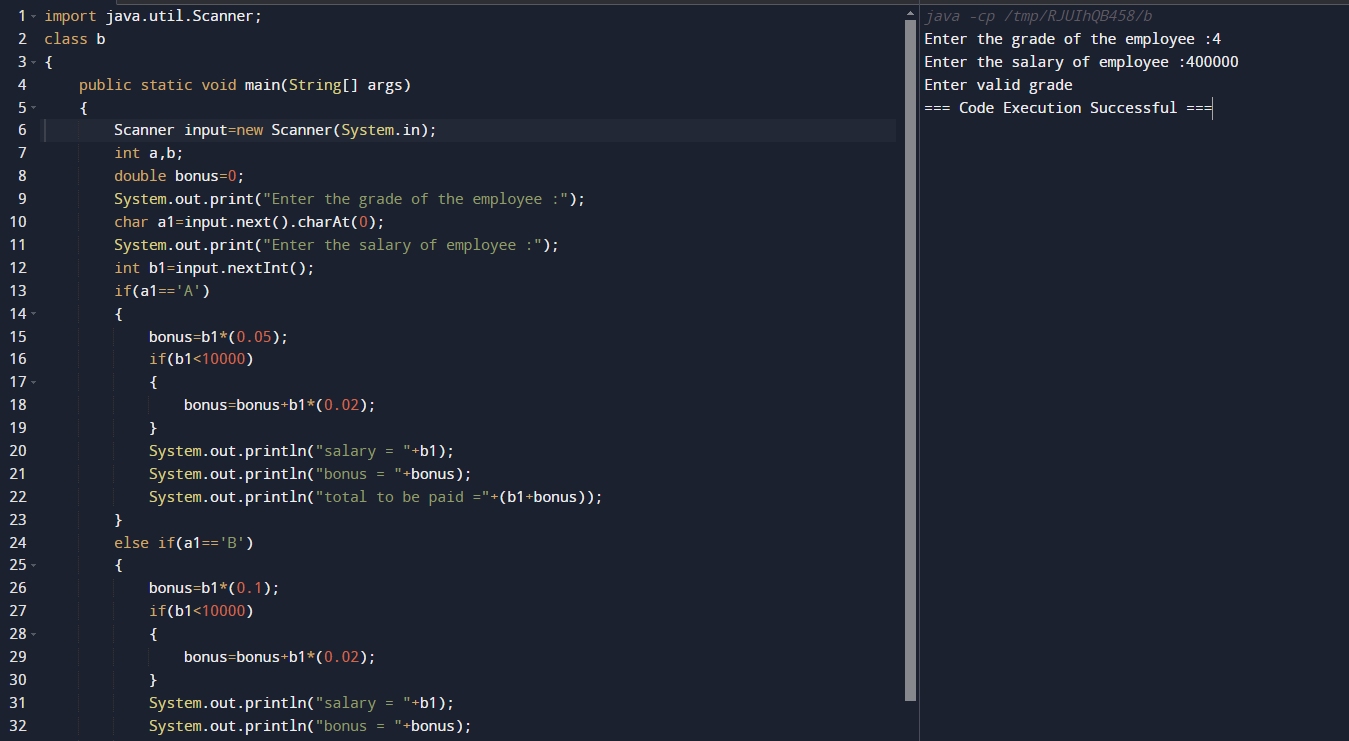 1 import java.util.Scanner;
2 class b
3 {
4     public static void main(String[] args)
5     {
6         Scanner input=new Scanner(System.in);
7         int a,b;
8         double bonus=0;
9         System.out.print("Enter the grade of the employee :");
10         char a1=input.next().charAt(0);
11         System.out.print("Enter the salary of employee :");
12         int b1=input.nextInt();
13         if(a1=='A')
14         {
15             bonus=b1*(0.05);
16             if(b1<10000)
17             {
18                 bonus=bonus+b1*(0.02);
19             }
20             System.out.println("salary = "+b1);
21             System.out.println("bonus = "+bonus);
22             System.out.println("total to be paid ="+(b1+bonus));
23         }
24         else if(a1=='B')
25         {
26             bonus=b1*(0.1);
27             if(b1<10000)
28             {
29                 bonus=bonus+b1*(0.02);
30             }
31             System.out.println("salary = "+b1);
32             System.out.println("bonus = "+bonus);
java -cp /tmp/RJUIhQB458/b
Enter the grade of the employee :4
Enter the salary of employee :400000
Enter valid grade
=== Code Execution Successful ===